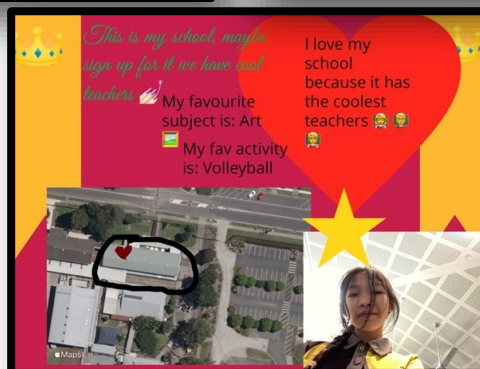 This is my school, maybe
sign up for it we have cool
teachers 💅🏻
My favourite
subject is: Art
🖼️
My fav activity
is: Volleyball
I love my
school
because it has
the coolest
teachers 👩‍🏫 👩‍🏫
👩‍🏫
Maps